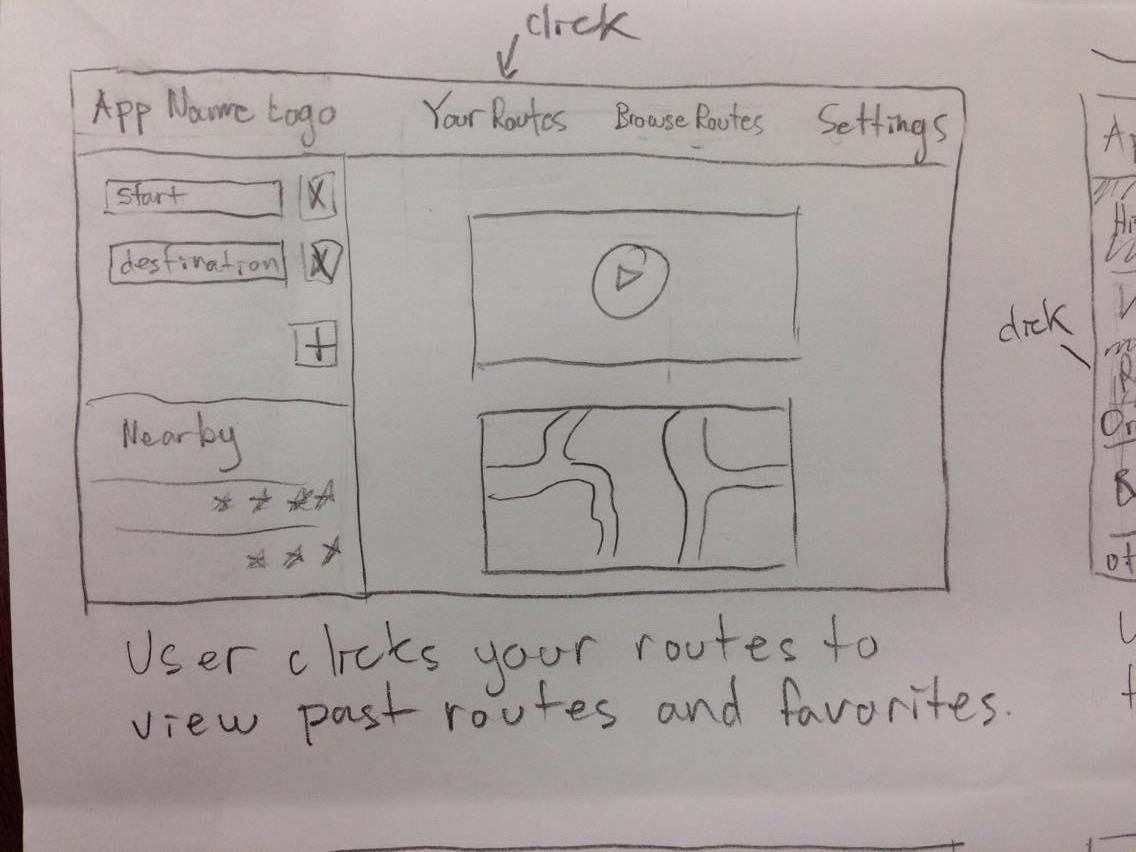 click
App Name Logo Your Routes Browse Routes Settings
start X
destination X
+
Nearby
User clicks your routes to
view past routes and favorites.
click